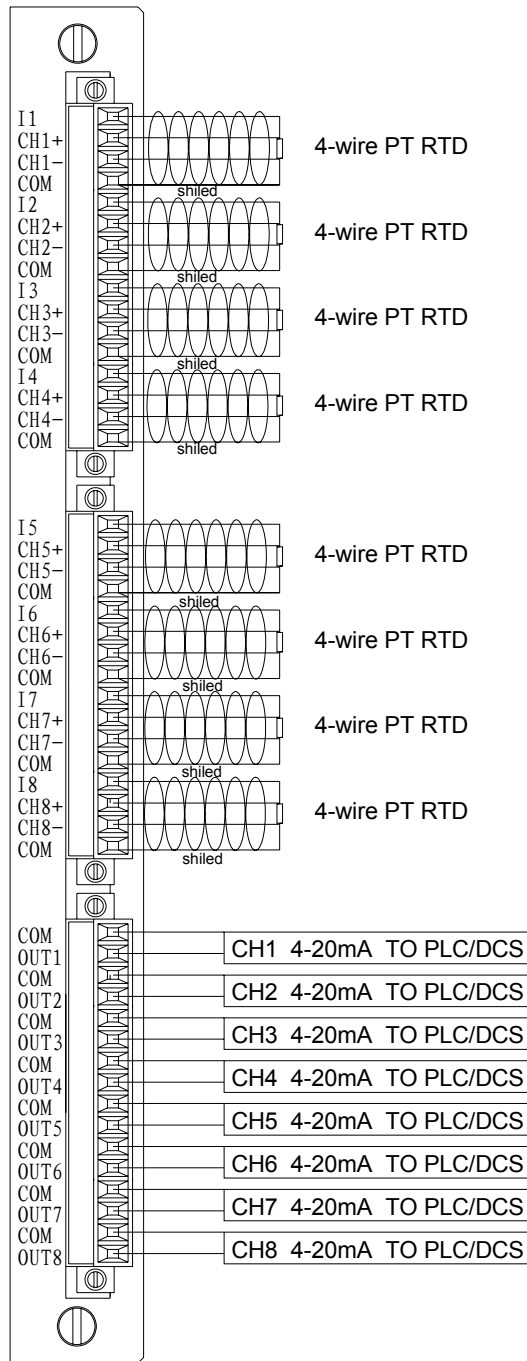 I1
CH1+
CH1-
COM
shiled
4-wire PT RTD
I2
CH2+
CH2-
COM
shiled
4-wire PT RTD
I3
CH3+
CH3-
COM
shiled
4-wire PT RTD
I4
CH4+
CH4-
COM
shiled
4-wire PT RTD
I5
CH5+
CH5-
COM
shiled
4-wire PT RTD
I6
CH6+
CH6-
COM
shiled
4-wire PT RTD
I7
CH7+
CH7-
COM
shiled
4-wire PT RTD
I8
CH8+
CH8-
COM
shiled
4-wire PT RTD
COM
OUT1
CH1 4-20mA TO PLC/DCS
COM
OUT2
CH2 4-20mA TO PLC/DCS
COM
OUT3
CH3 4-20mA TO PLC/DCS
COM
OUT4
CH4 4-20mA TO PLC/DCS
COM
OUT5
CH5 4-20mA TO PLC/DCS
COM
OUT6
CH6 4-20mA TO PLC/DCS
COM
OUT7
CH7 4-20mA TO PLC/DCS
COM
OUT8
CH8 4-20mA TO PLC/DCS